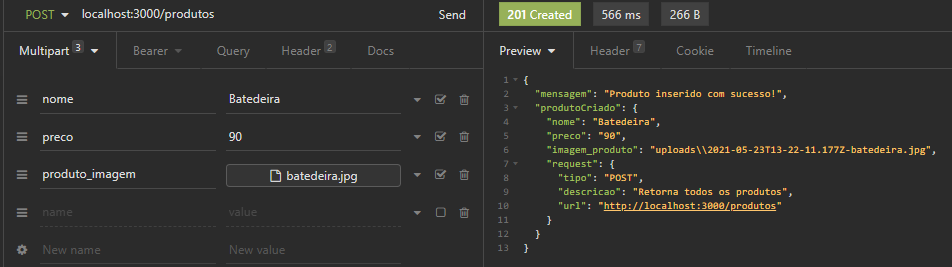 POST localhost:3000/produtos Send
Multipart 3 Bearer Query Header 2 Docs
nome Batedeira
preco 90
produto_imagem batedeira.jpg
name value
New name New value
201 Created 566 ms 266 B
Preview Header 7 Cookie Timeline
1 {
2 "mensagem": "Produto inserido com sucesso!",
3 "produtoCriado": {
4 "nome": "Batedeira",
5 "preco": "90",
6 "imagem_produto": "uploads\\2021-05-23T13-22-11.177Z-batedeira.jpg",
7 "request": {
8 "tipo": "POST",
9 "descricao": "Retorna todos os produtos",
10 "url": "http://localhost:3000/produtos"
11 }
12 }
13 }